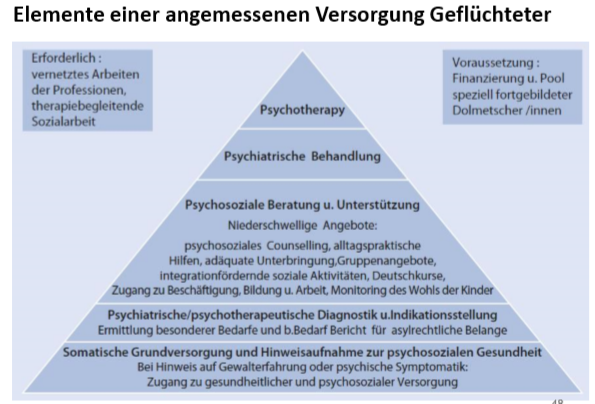 Elemente einer angemessenen Versorgung Geflüchteter
Erforderlich :
vernetztes Arbeiten
der Professionen,
therapiebegleitende
Sozialarbeit
Voraussetzung :
Finanzierung u. Pool
speziell fortgebildeter
Dolmetscher /innen
Psychotherapy
Psychiatrische Behandlung
Psychosoziale Beratung u. Unterstützung
Niederschwellige Angebote:
psychosoziales Counselling, alltagspraktische
Hilfen, adäquate Unterbringung,Gruppenangebote,
integrationfördernde soziale Aktivitäten, Deutschkurse,
Zugang zu Beschäftigung, Bildung u. Arbeit, Monitoring des Wohls der Kinder
Psychiatrische/psychotherapeutische Diagnostik u.Indikationsstellung
Ermittlung besonderer Bedarfe und b.Bedarf Bericht für asylrechtliche Belange
Somatische Grundversorgung und Hinweisaufnahme zur psychosozialen Gesundheit
Bei Hinweis auf Gewalterfahrung oder psychische Symptomatik:
Zugang zu gesundheitlicher und psychosozialer Versorgung